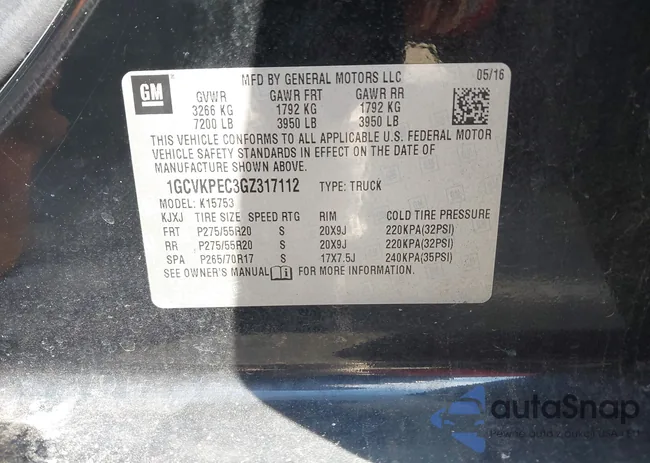 GM
MFD BY GENERAL MOTORS LLC 05/16
GVWR GAWR FRT GAWR RR
3266 KG 1792 KG 1792 KG
7200 LB 3950 LB 3950 LB
THIS VEHICLE CONFORMS TO ALL APPLICABLE U.S. FEDERAL MOTOR
VEHICLE SAFETY STANDARDS IN EFFECT ON THE DATE OF
MANUFACTURE SHOWN ABOVE.
1GCVKPEC3GZ317112 TYPE: TRUCK
MODEL: K15753
KJXJ TIRE SIZE SPEED RTG RIM COLD TIRE PRESSURE
FRT P275/55R20 S 20X9J 220KPA(32PSI)
RR P275/55R20 S 20X9J 220KPA(32PSI)
SPA P265/70R17 S 17X7.5J 240KPA(35PSI)
SEE OWNER'S MANUAL i FOR MORE INFORMATION.
autaSnap
Pewny auta z USA